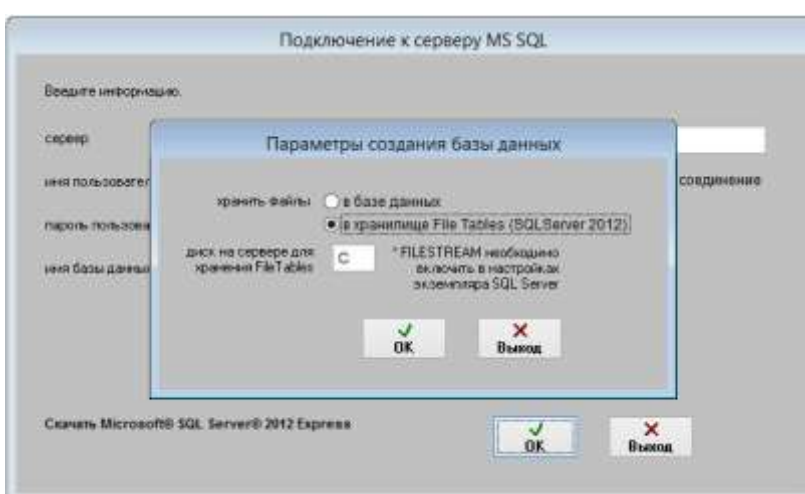 Подключение к серверу MS SQL
Введите информацию.
сервер
Параметры создания базы данных
имя пользовател
соединение
хранить файлы
в базе данных
в хранилище File Tables (SQLServer 2012)
пароль пользова
диск на сервере для
хранения FileTables
C
* FILESTREAM необходимо
включить в настройках
экземпляра SQL Server
имя базы данных
OK
Выход
Скачать Microsoft® SQL Server® 2012 Express
OK
Выход